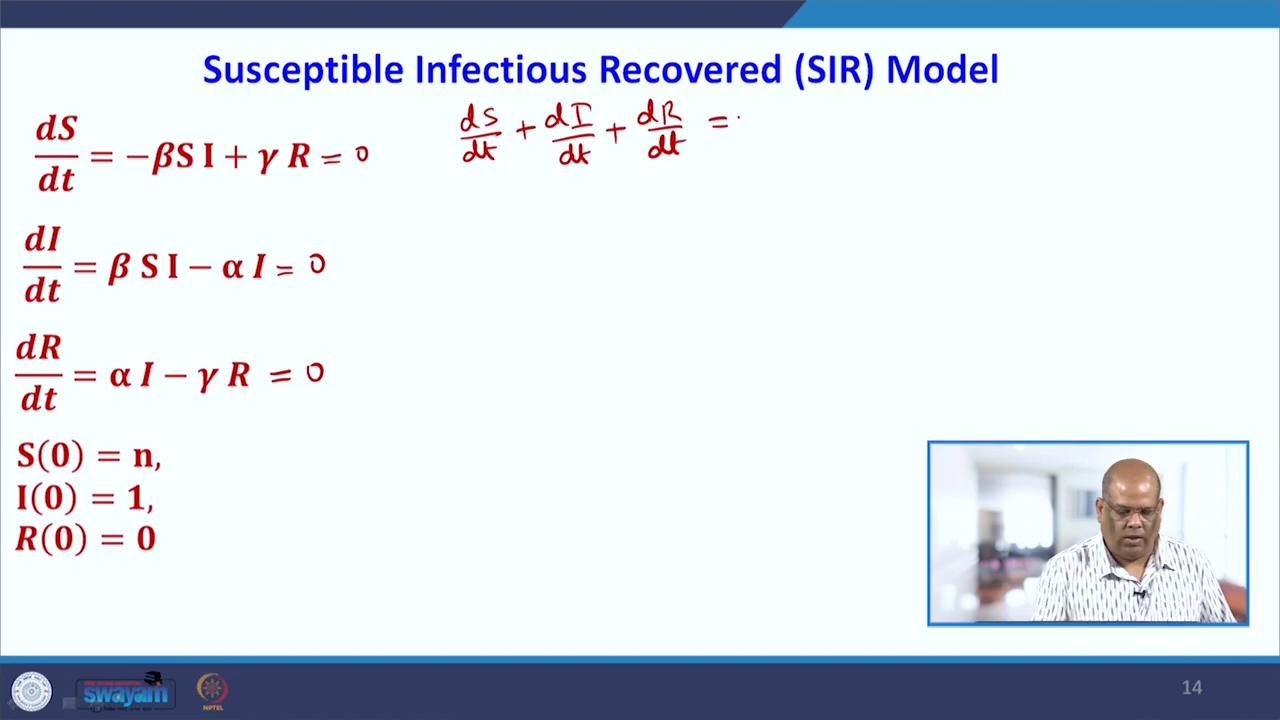 Susceptible Infectious Recovered (SIR) Model
dS/dt = −βS I + γ R = 0
dS/dt + dI/dt + dR/dt = 
dI/dt = β S I − α I = 0
dR/dt = α I − γ R = 0
S(0) = n,
I(0) = 1,
R(0) = 0
swayam
NPTEL
14